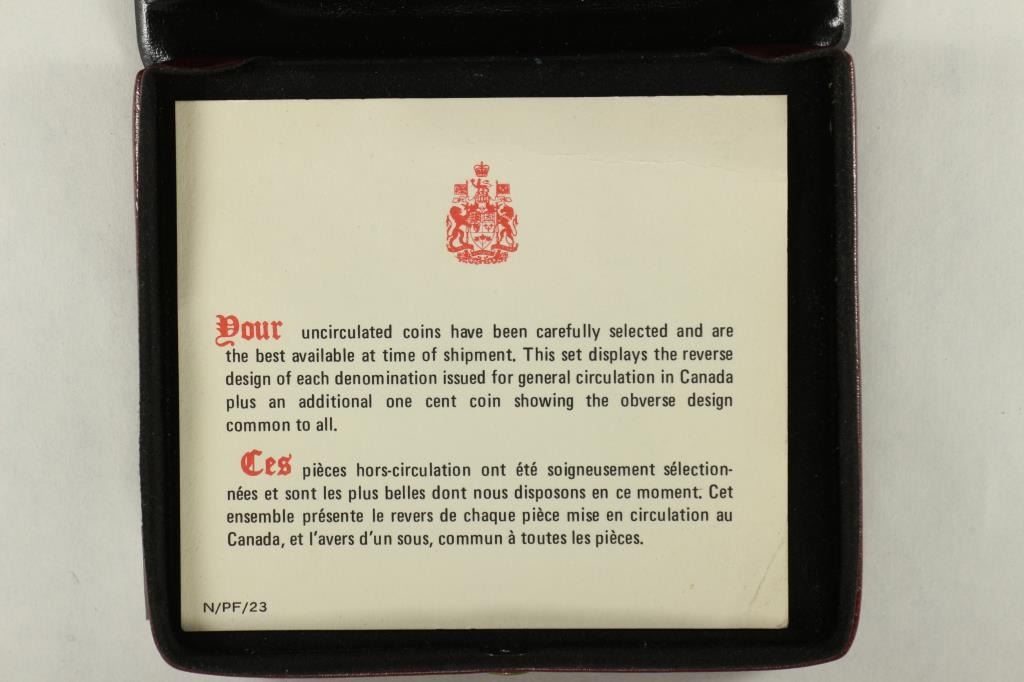 Your uncirculated coins have been carefully selected and are
the best available at time of shipment. This set displays the reverse
design of each denomination issued for general circulation in Canada
plus an additional one cent coin showing the obverse design
common to all.
Ces pièces hors-circulation ont été soigneusement sélection-
nées et sont les plus belles dont nous disposons en ce moment. Cet
ensemble présente le revers de chaque pièce mise en circulation au
Canada, et l'avers d'un sous, commun à toutes les pièces.
N/PF/23